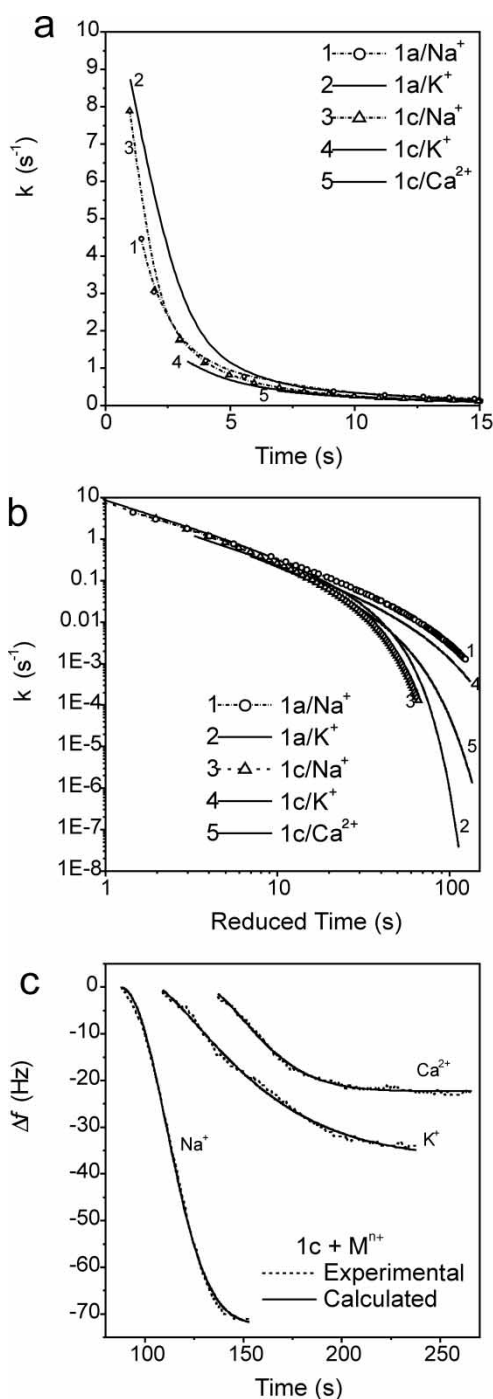 a
10
9
8
7
6
5
4
3
2
1
0
k (s⁻¹)
2
3
1
4
5
1 1a/Na⁺
2 1a/K⁺
3 1c/Na⁺
4 1c/K⁺
5 1c/Ca²⁺
0 5 10 15
Time (s)
b
10
1
0.1
0.01
1E-3
1E-4
1E-5
1E-6
1E-7
1E-8
k (s⁻¹)
1
4
3
5
2
1 1a/Na⁺
2 1a/K⁺
3 1c/Na⁺
4 1c/K⁺
5 1c/Ca²⁺
1 10 100
Reduced Time (s)
c
0
-10
-20
-30
-40
-50
-60
-70
Δf (Hz)
Ca²⁺
K⁺
Na⁺
1c + Mⁿ⁺
Experimental
Calculated
100 150 200 250
Time (s)